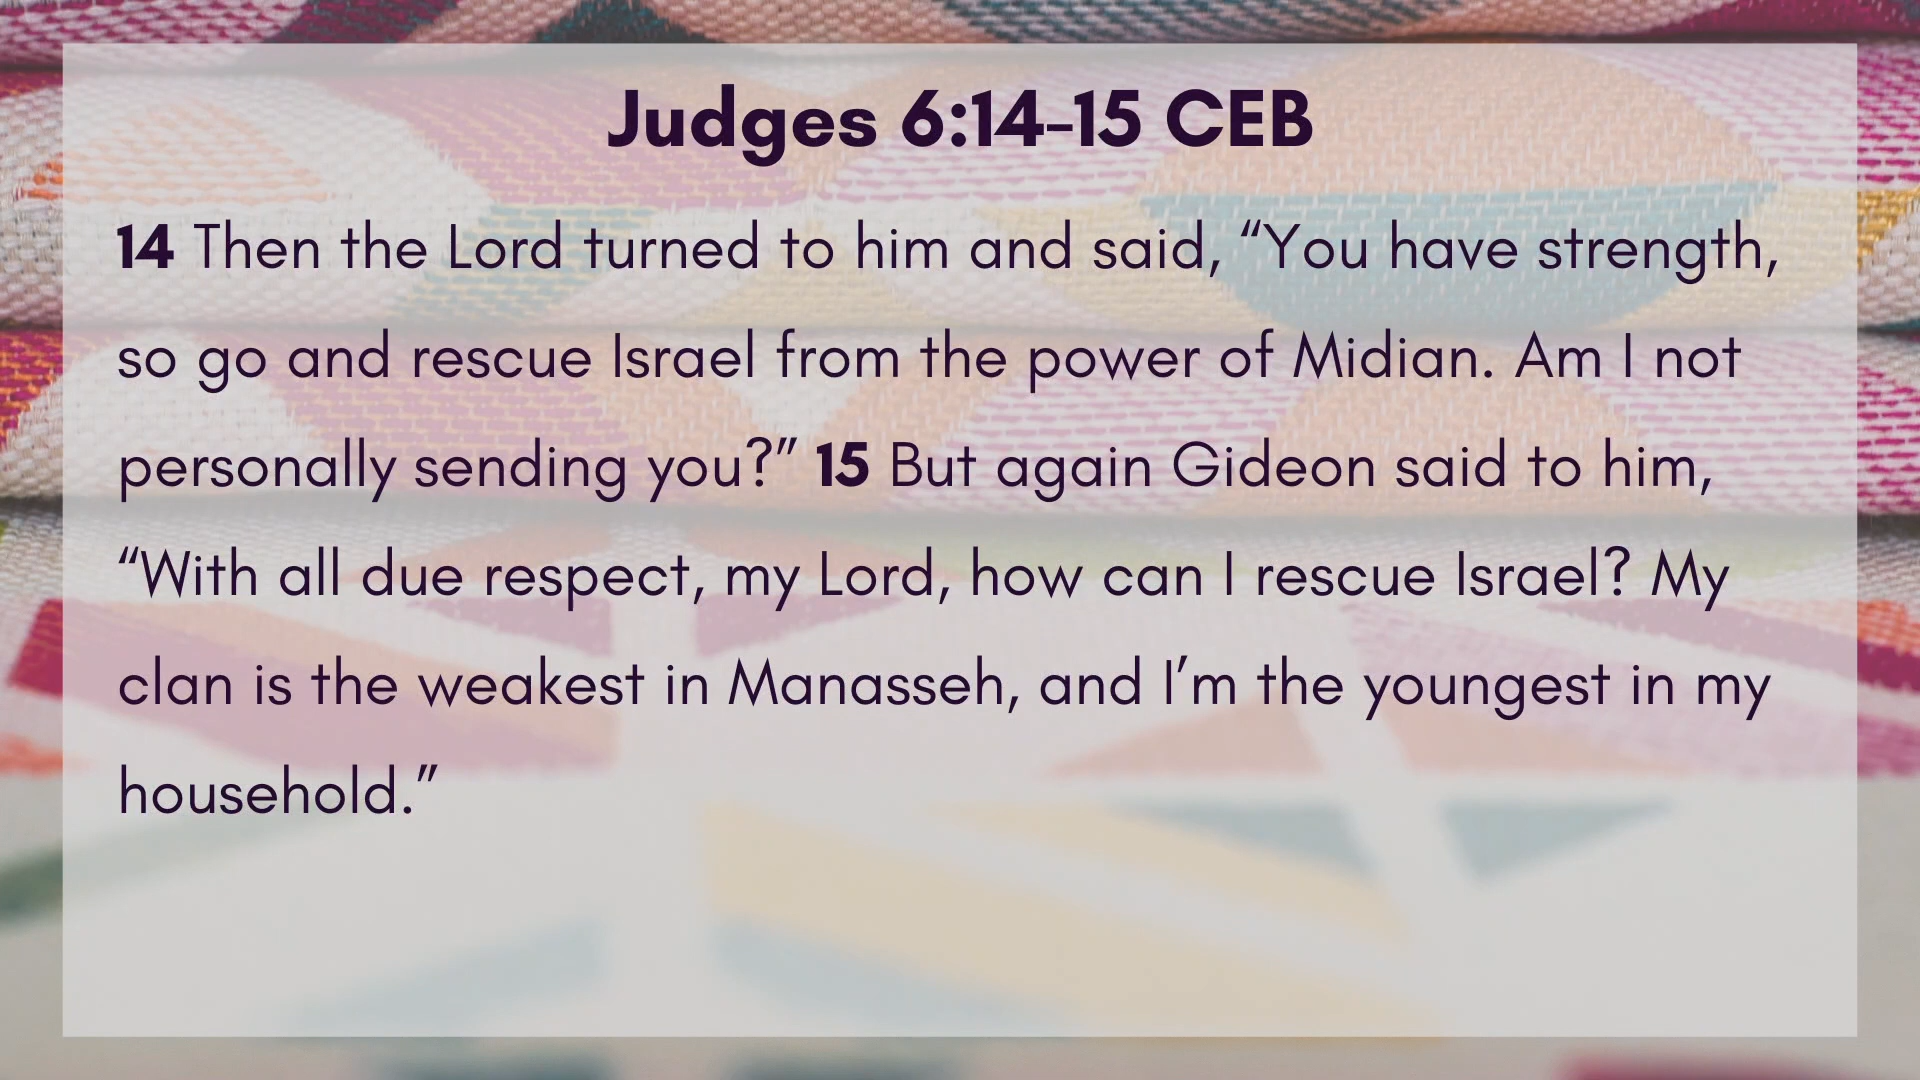 Judges 6:14-15 CEB
14 Then the Lord turned to him and said, “You have strength,
so go and rescue Israel from the power of Midian. Am I not
personally sending you?” 15 But again Gideon said to him,
“With all due respect, my Lord, how can I rescue Israel? My
clan is the weakest in Manasseh, and I’m the youngest in my
household.”